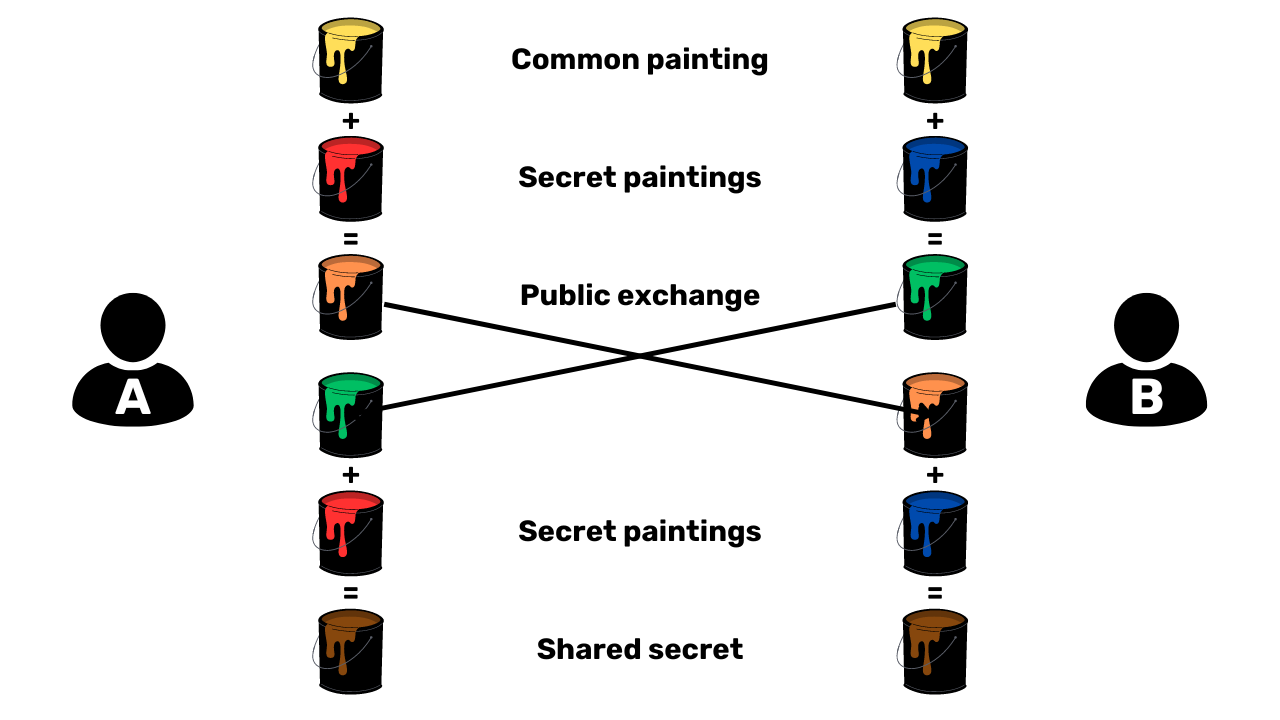 Common painting
+ +
Secret paintings
= =
Public exchange
A B
+ +
Secret paintings
= =
Shared secret